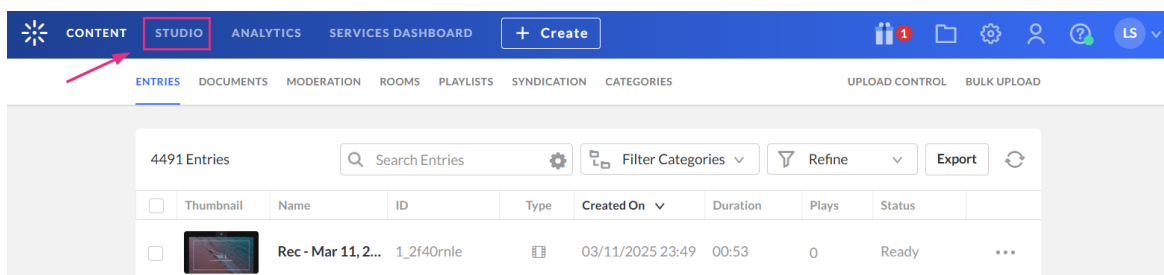 CONTENT STUDIO ANALYTICS SERVICES DASHBOARD + Create 1 LS
ENTRIES DOCUMENTS MODERATION ROOMS PLAYLISTS SYNDICATION CATEGORIES UPLOAD CONTROL BULK UPLOAD
4491 Entries Search Entries Filter Categories Refine Export
Thumbnail Name ID Type Created On Duration Plays Status
Rec - Mar 11, 2... 1_2f40rnle 03/11/2025 23:49 00:53 0 Ready